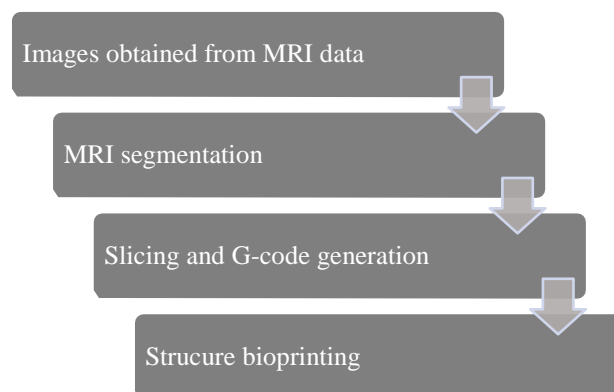 Images obtained from MRI data
MRI segmentation
Slicing and G-code generation
Strucure bioprinting